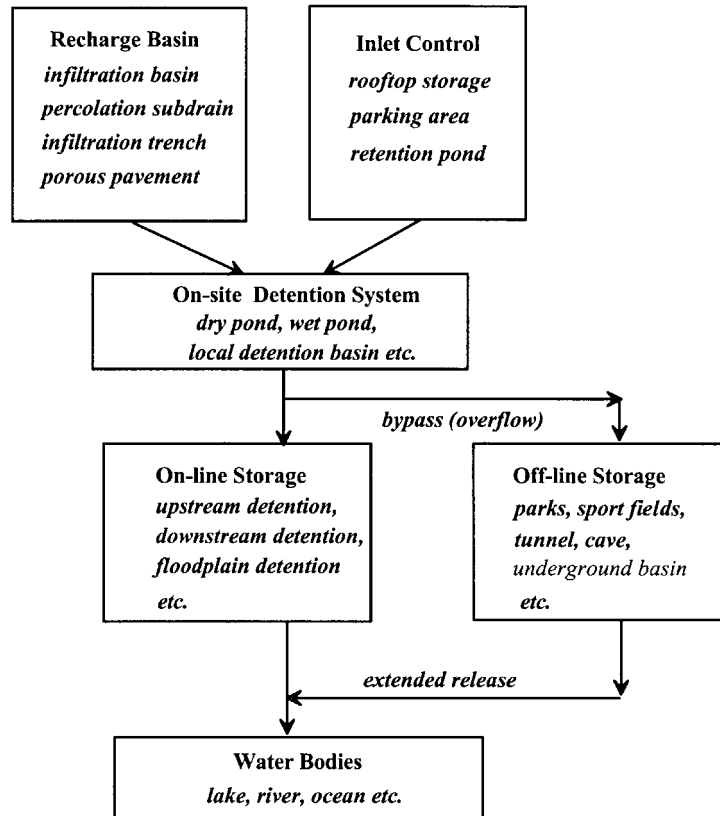 Recharge Basin
infiltration basin
percolation subdrain
infiltration trench
porous pavement
Inlet Control
rooftop storage
parking area
retention pond
On-site Detention System
dry pond, wet pond,
local detention basin etc.
bypass (overflow)
On-line Storage
upstream detention,
downstream detention,
floodplain detention
etc.
Off-line Storage
parks, sport fields,
tunnel, cave,
underground basin
etc.
extended release
Water Bodies
lake, river, ocean etc.